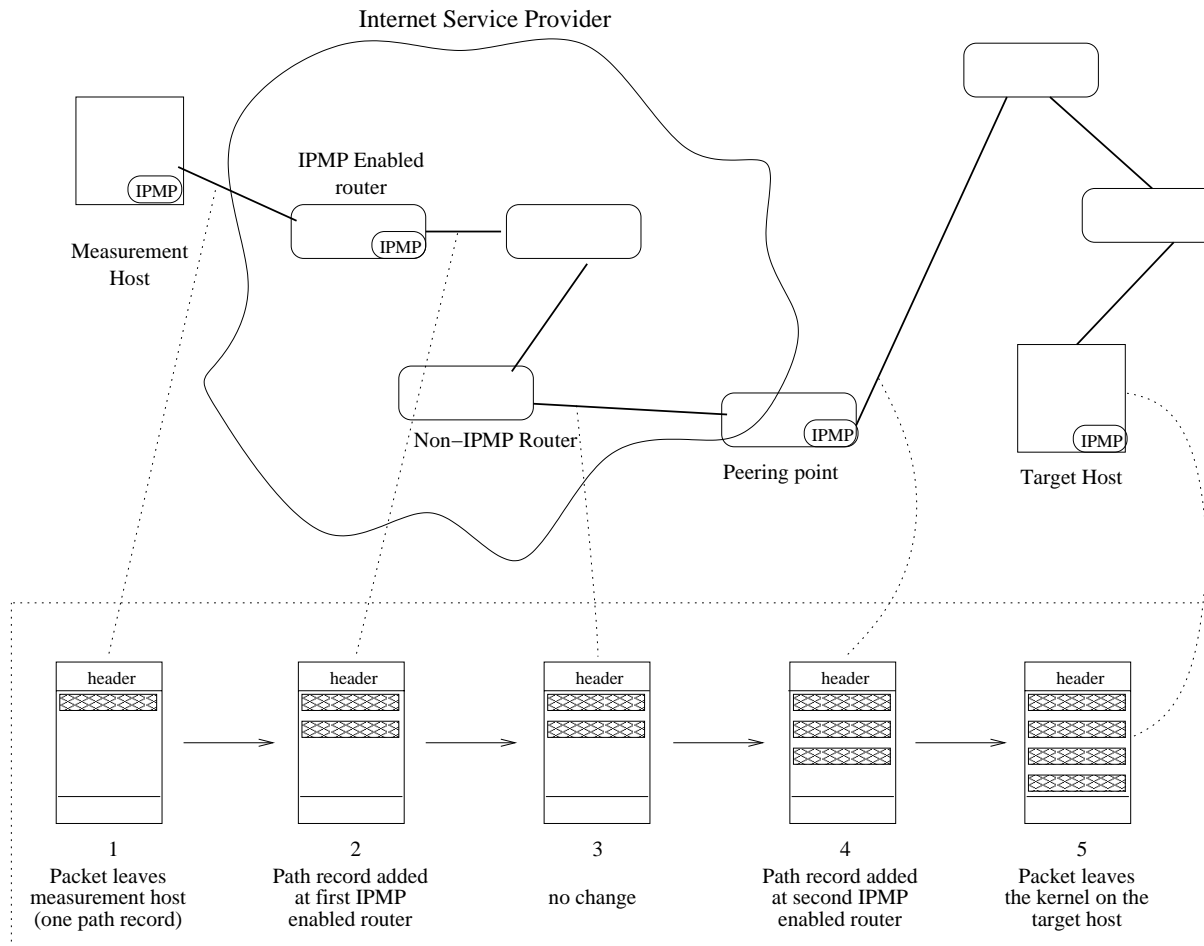 Internet Service Provider
IPMP Enabled
router
IPMP
IPMP
Measurement
Host
Non−IPMP Router
IPMP
Peering point
IPMP
Target Host
header
header
header
header
header
1
Packet leaves
measurement host
(one path record)
2
Path record added
at first IPMP
enabled router
3
no change
4
Path record added
at second IPMP
enabled router
5
Packet leaves
the kernel on the
target host